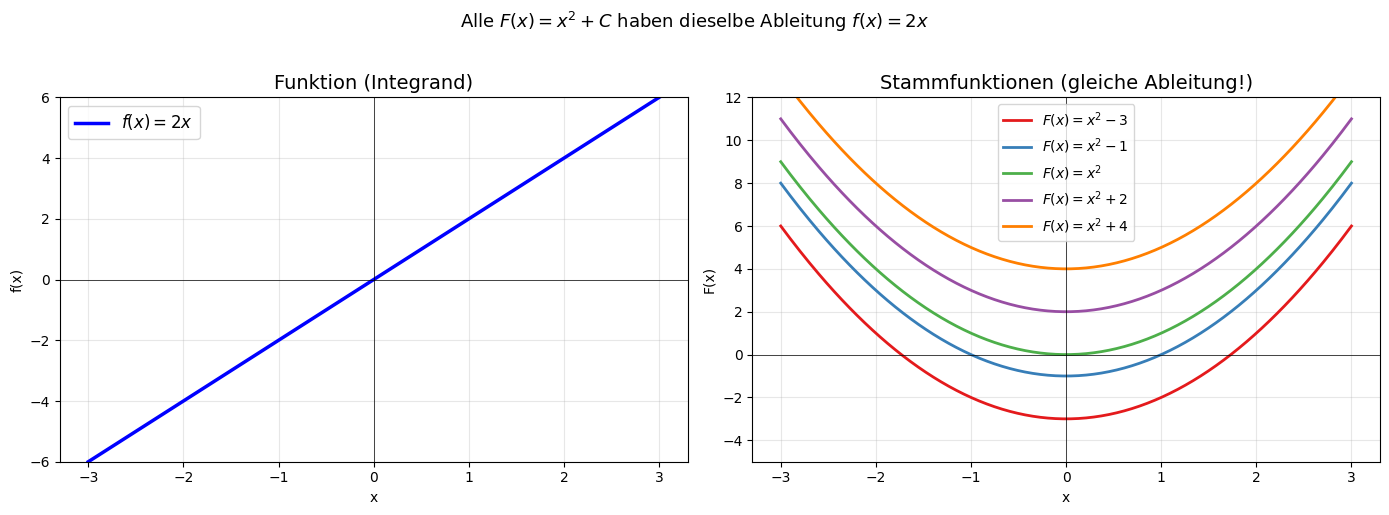 Alle F(x) = x² + C haben dieselbe Ableitung f(x) = 2x
Funktion (Integrand)
f(x) = 2x
6
4
2
0
−2
−4
−6
f(x)
−3
−2
−1
0
1
2
3
x
Stammfunktionen (gleiche Ableitung!)
F(x) = x² − 3
F(x) = x² − 1
F(x) = x²
F(x) = x² + 2
F(x) = x² + 4
12
10
8
6
4
2
0
−2
−4
F(x)
−3
−2
−1
0
1
2
3
x